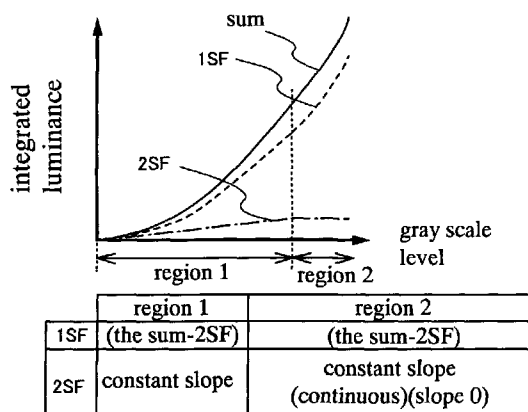 sum
1SF
2SF
integrated
luminance
gray scale
level
region 1
region 2
region 1
region 2
1SF
(the sum-2SF)
(the sum-2SF)
2SF
constant slope
constant slope
(continuous)(slope 0)